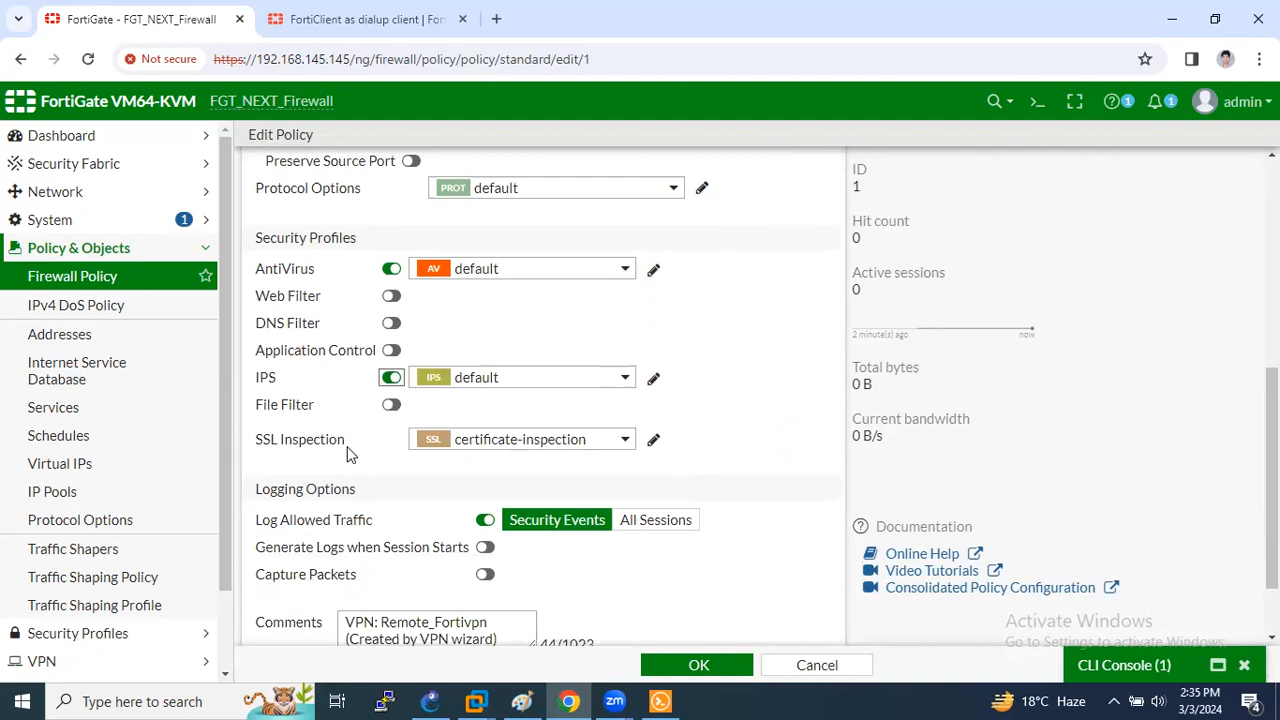 FortiGate - FGT_NEXT_Firewall
FortiClient as dialup client | For
Not secure
https://192.168.145.145/ng/firewall/policy/policy/standard/edit/1
FortiGate VM64-KVM
FGT_NEXT_Firewall
1
1
admin
Dashboard
Security Fabric
Network
System
1
Policy & Objects
Firewall Policy
IPv4 DoS Policy
Addresses
Internet Service
Database
Services
Schedules
Virtual IPs
IP Pools
Protocol Options
Traffic Shapers
Traffic Shaping Policy
Traffic Shaping Profile
Security Profiles
VPN
Edit Policy
Preserve Source Port
Protocol Options
PROT default
Security Profiles
AntiVirus
AV default
Web Filter
DNS Filter
Application Control
IPS
IPS default
File Filter
SSL Inspection
SSL certificate-inspection
Logging Options
Log Allowed Traffic
Security Events
All Sessions
Generate Logs when Session Starts
Capture Packets
Comments
VPN: Remote_Fortivpn
(Created by VPN wizard)
44/1023
OK
Cancel
ID
1
Hit count
0
Active sessions
0
2 minute(s) ago
now
Total bytes
0 B
Current bandwidth
0 B/s
Documentation
Online Help
Video Tutorials
Consolidated Policy Configuration
Activate Windows
Go to Settings to activate Windows.
CLI Console (1)
Type here to search
zm
18°C Haze
2:35 PM
3/3/2024
4